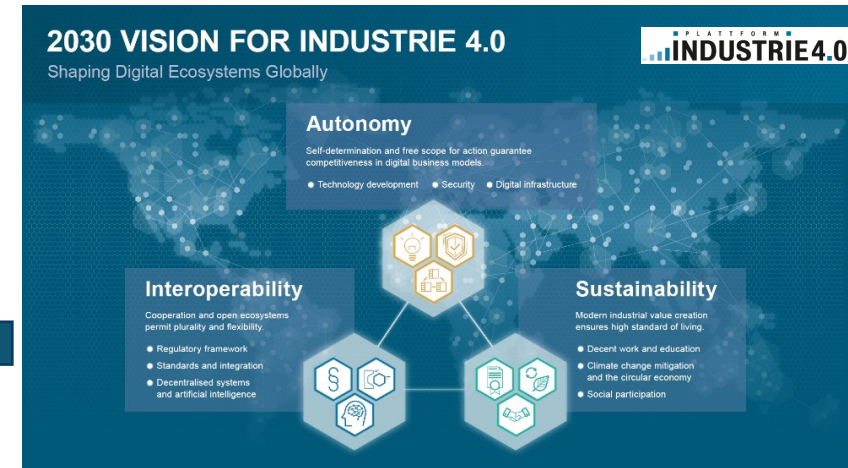 2030 VISION FOR INDUSTRIE 4.0
Shaping Digital Ecosystems Globally
PLATTFORM
INDUSTRIE4.0
Autonomy
Self-determination and free scope for action guarantee
competitiveness in digital business models.
Technology development
Security
Digital infrastructure
Interoperability
Cooperation and open ecosystems
permit plurality and flexibility.
Regulatory framework
Standards and integration
Decentralised systems
and artificial intelligence
§
Sustainability
Modern industrial value creation
ensures high standard of living.
Decent work and education
Climate change mitigation
and the circular economy
Social participation